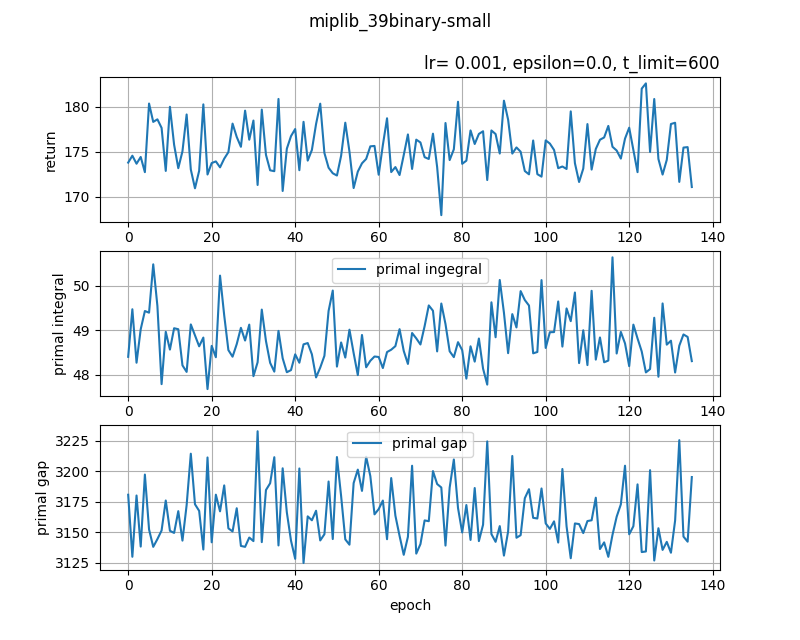 miplib_39binary-small
lr= 0.001, epsilon=0.0, t_limit=600
return
180
175
170
0 20 40 60 80 100 120 140
primal integral
primal ingegral
50
49
48
0 20 40 60 80 100 120 140
primal gap
primal gap
3225
3200
3175
3150
3125
0 20 40 60 80 100 120 140
epoch